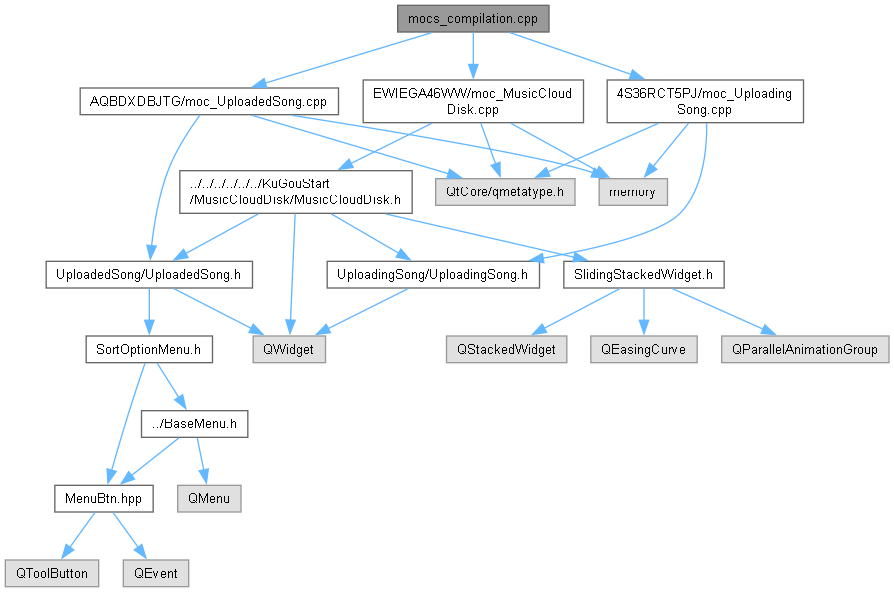 mocs_compilation.cpp
AQBDXDBJTG/moc_UploadedSong.cpp
EWIEGA46WW/moc_MusicCloud
Disk.cpp
4S36RCT5PJ/moc_Uploading
Song.cpp
../../../../../../KuGouStart
/MusicCloudDisk/MusicCloudDisk.h
QtCore/qmetatype.h
memory
UploadedSong/UploadedSong.h
UploadingSong/UploadingSong.h
SlidingStackedWidget.h
SortOptionMenu.h
QWidget
QStackedWidget
QEasingCurve
QParallelAnimationGroup
../BaseMenu.h
MenuBtn.hpp
QMenu
QToolButton
QEvent